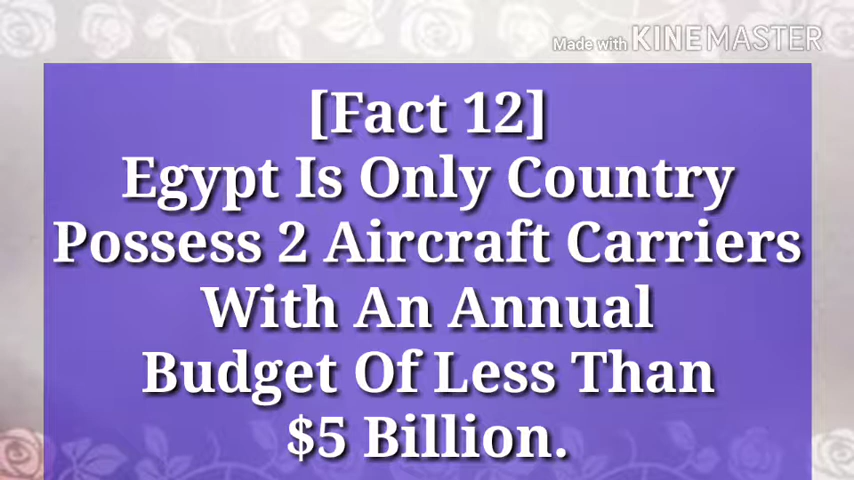 Made with KINEMASTER
[Fact 12]
Egypt Is Only Country
Possess 2 Aircraft Carriers
With An Annual
Budget Of Less Than
$5 Billion.